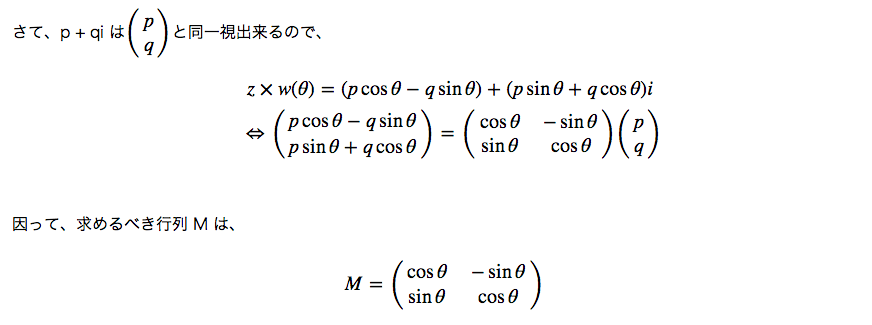 さて、p + qi は(p q)と同一視出来るので、
z × w(θ) = (p cos θ − q sin θ) + (p sin θ + q cos θ)i
⇔ (p cos θ − q sin θ p sin θ + q cos θ) = (cos θ − sin θ sin θ cos θ)(p q)
因って、求めるべき行列 M は、
M = (cos θ − sin θ sin θ cos θ)